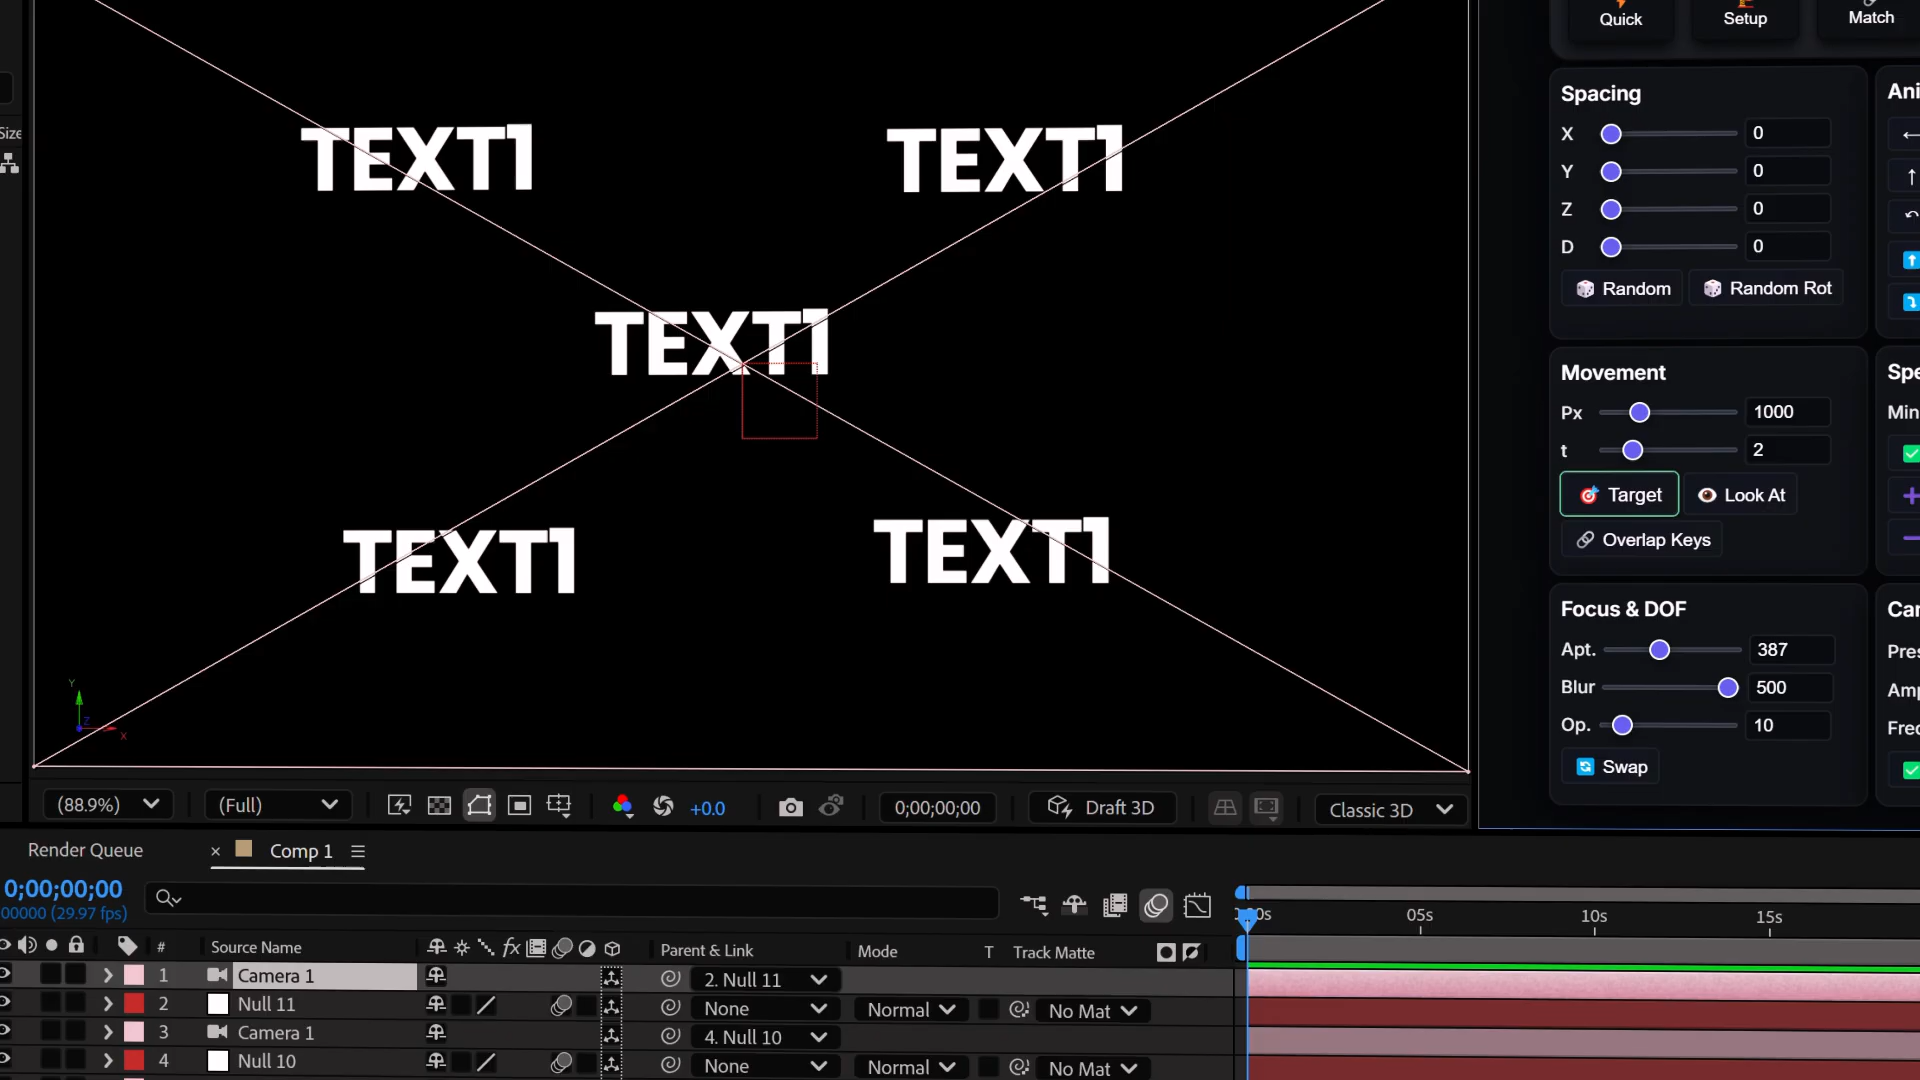 Quick
Setup
Match
Spacing
Ani
Size
X 0
Y 0
Z 0
D 0
Random
Random Rot
TEXT1
TEXT1
TEXT1
TEXT1
TEXT1
Movement
Spe
Px 1000
Min
t 2
Target
Look At
Overlap Keys
Focus & DOF
Car
Apt. 387
Pres
Blur 500
Amp
Op. 10
Freq
Swap
Y
Z
X
(88.9%)
(Full)
+0.0
0;00;00;00
Draft 3D
Classic 3D
Render Queue
× Comp 1
0;00;00;00
00000 (29.97 fps)
05s
10s
15s
# Source Name
fx
Parent & Link
Mode
T Track Matte
1 Camera 1
2. Null 11
2 Null 11
None
Normal
No Mat
3 Camera 1
4. Null 10
4 Null 10
None
Normal
No Mat